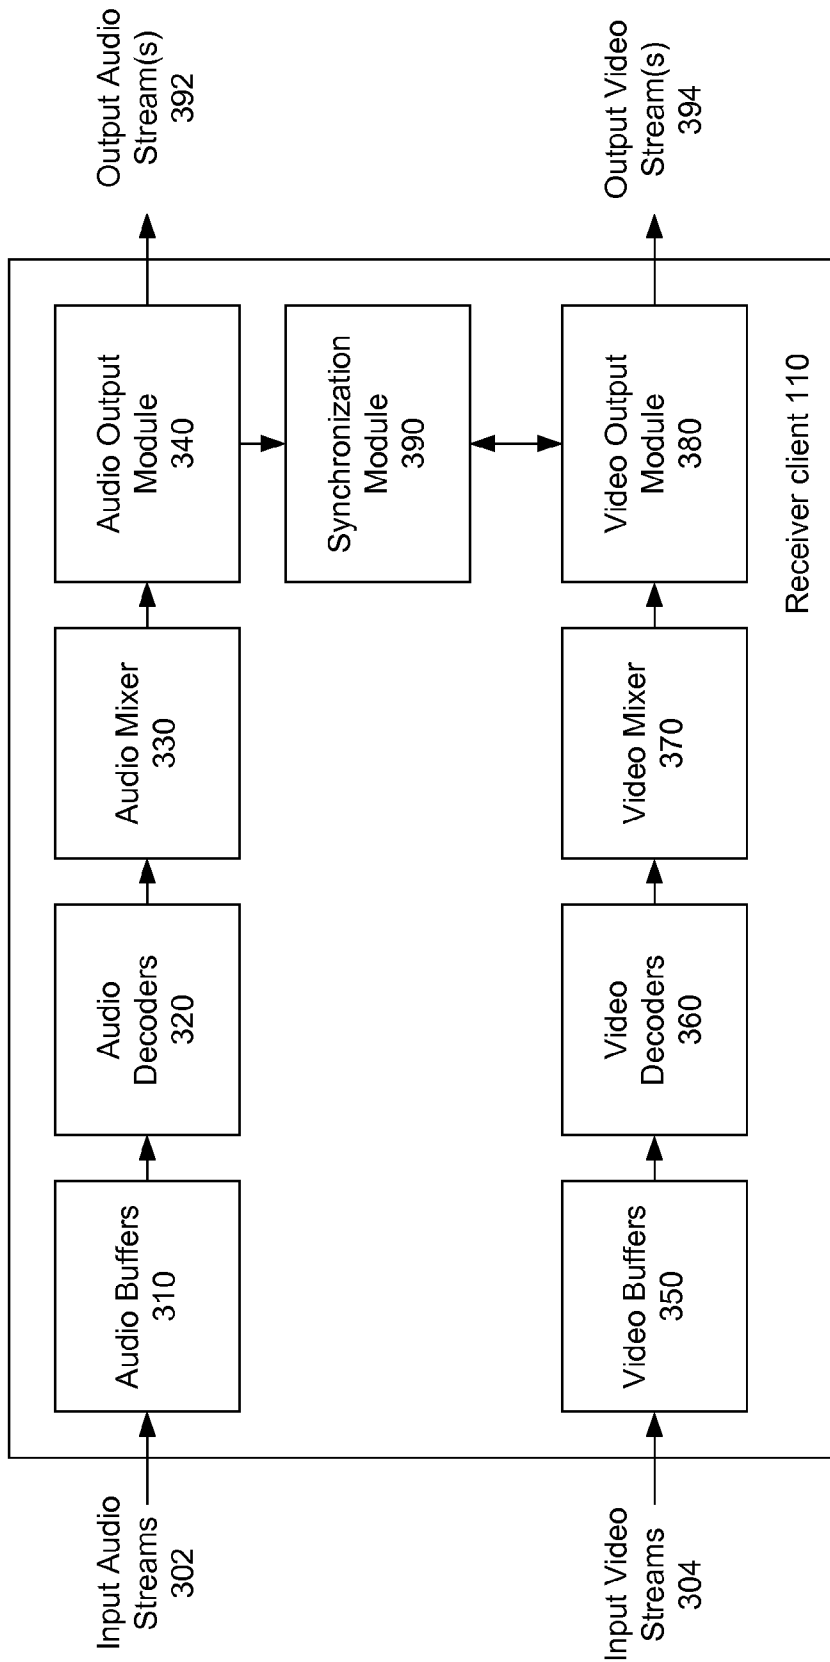 Input Audio
Streams
302
Audio Buffers
310
Audio
Decoders
320
Audio Mixer
330
Audio Output
Module
340
Output Audio
Stream(s)
392
Synchronization
Module
390
Input Video
Streams
304
Video Buffers
350
Video
Decoders
360
Video Mixer
370
Video Output
Module
380
Output Video
Stream(s)
394
Receiver client 110